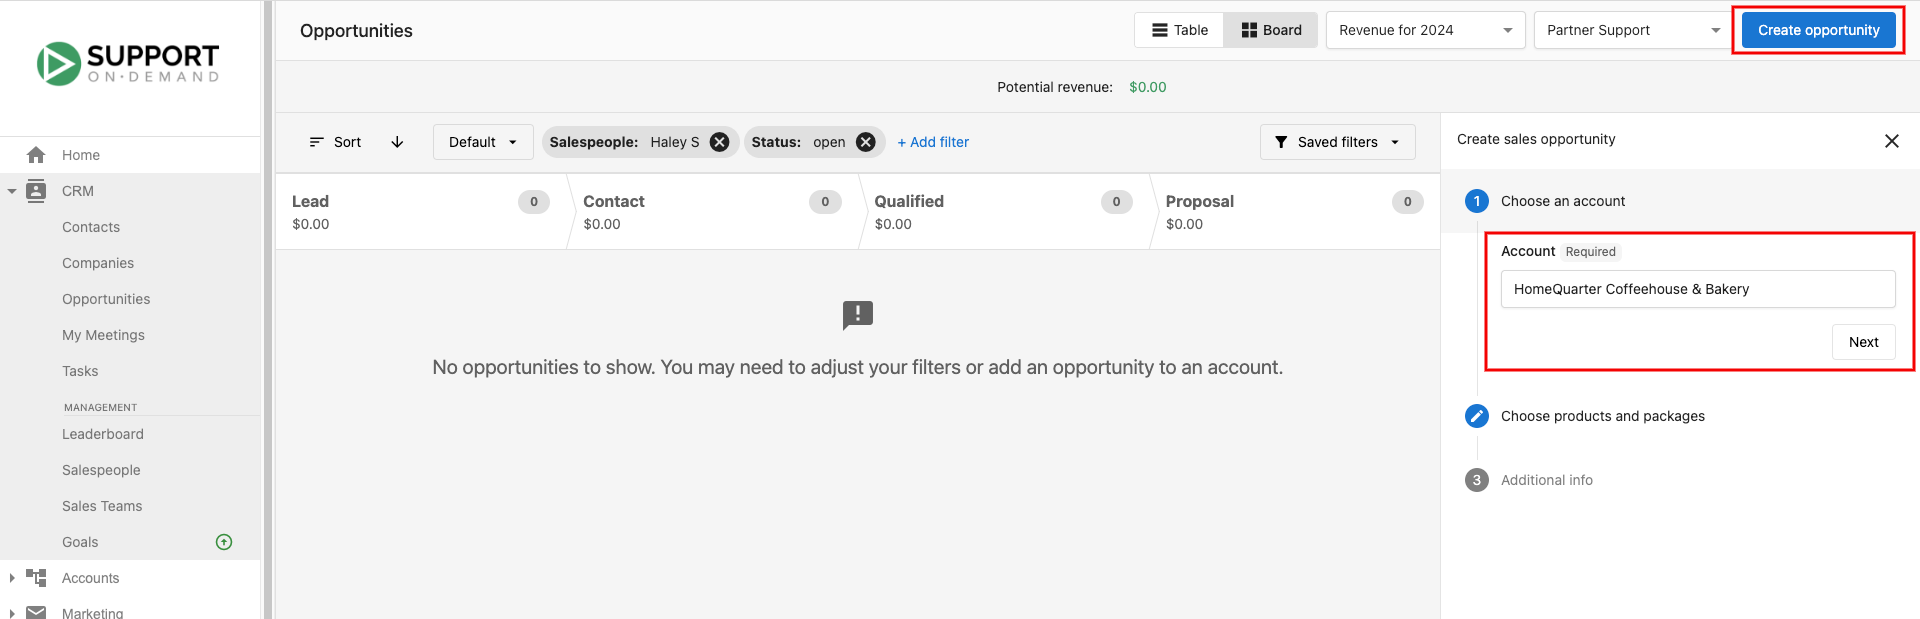 SUPPORT
ON·DEMAND
Home
CRM
Contacts
Companies
Opportunities
My Meetings
Tasks
MANAGEMENT
Leaderboard
Salespeople
Sales Teams
Goals
Accounts
Marketing
Opportunities
Table
Board
Revenue for 2024
Partner Support
Create opportunity
Potential revenue: $0.00
Sort
Default
Salespeople: Haley S
Status: open
+ Add filter
Saved filters
Lead 0
$0.00
Contact 0
$0.00
Qualified 0
$0.00
Proposal 0
$0.00
No opportunities to show. You may need to adjust your filters or add an opportunity to an account.
Create sales opportunity
1 Choose an account
Account Required
HomeQuarter Coffeehouse & Bakery
Next
Choose products and packages
3 Additional info